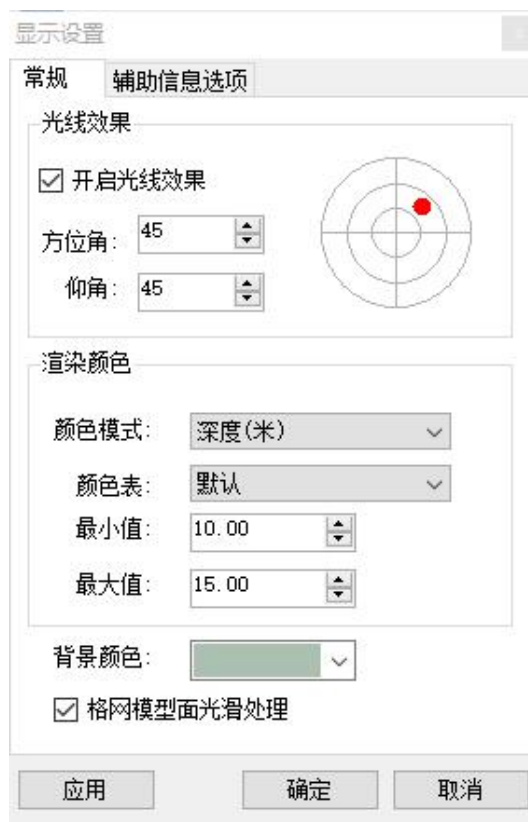 显示设置
常规 辅助信息选项
光线效果
开启光线效果
方位角: 45
仰角: 45
渲染颜色
颜色模式: 深度(米)
颜色表: 默认
最小值: 10.00
最大值: 15.00
背景颜色:
格网模型面光滑处理
应用 确定 取消